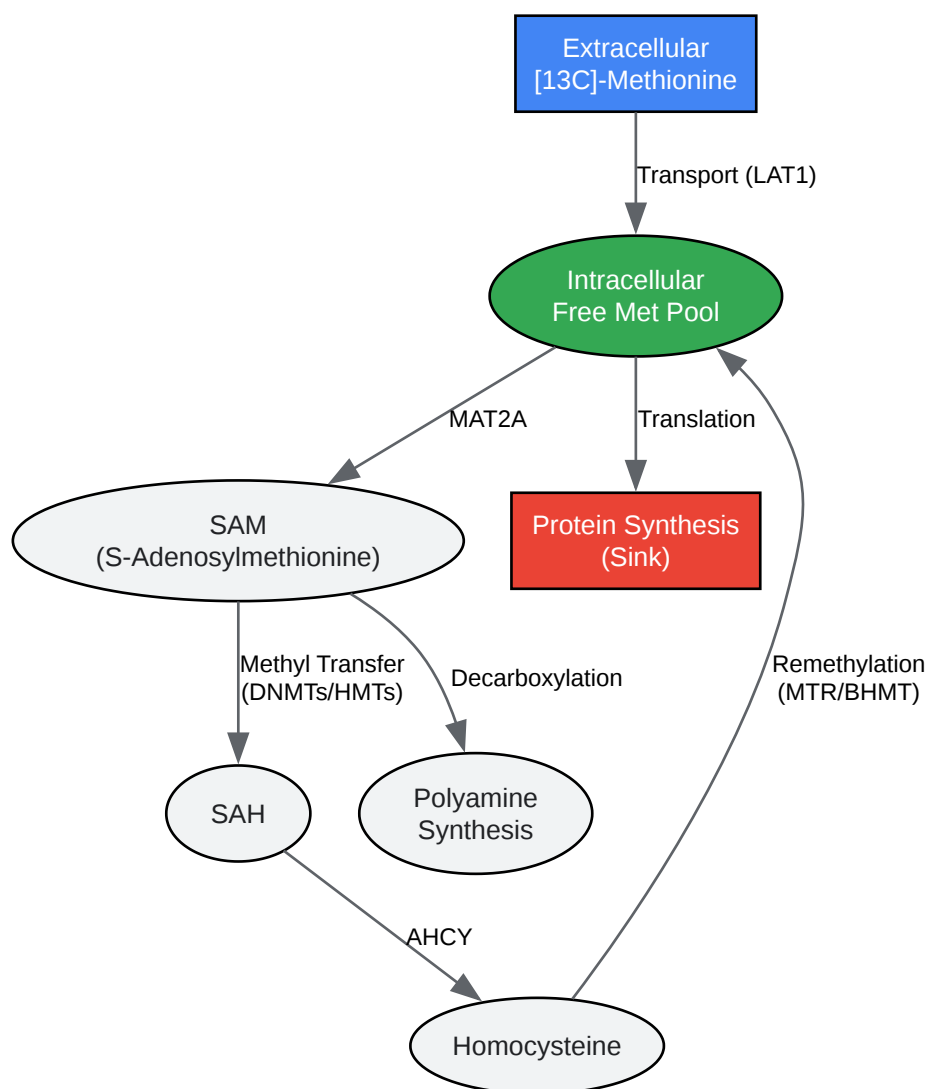 Extracellular
[13C]-Methionine
Transport (LAT1)
Intracellular
Free Met Pool
MAT2A
Translation
SAM
(S-Adenosylmethionine)
Protein Synthesis
(Sink)
Methyl Transfer
(DNMTs/HMTs)
Decarboxylation
Remethylation
(MTR/BHMT)
SAH
Polyamine
Synthesis
AHCY
Homocysteine